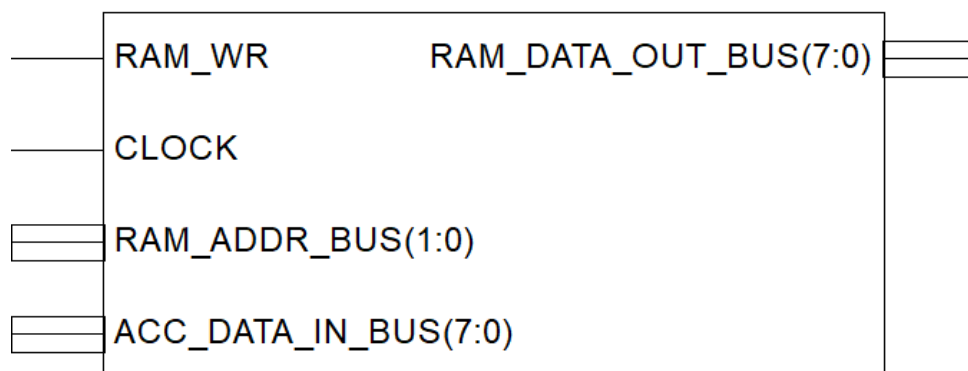 RAM_WR RAM_DATA_OUT_BUS(7:0)
CLOCK
RAM_ADDR_BUS(1:0)
ACC_DATA_IN_BUS(7:0)